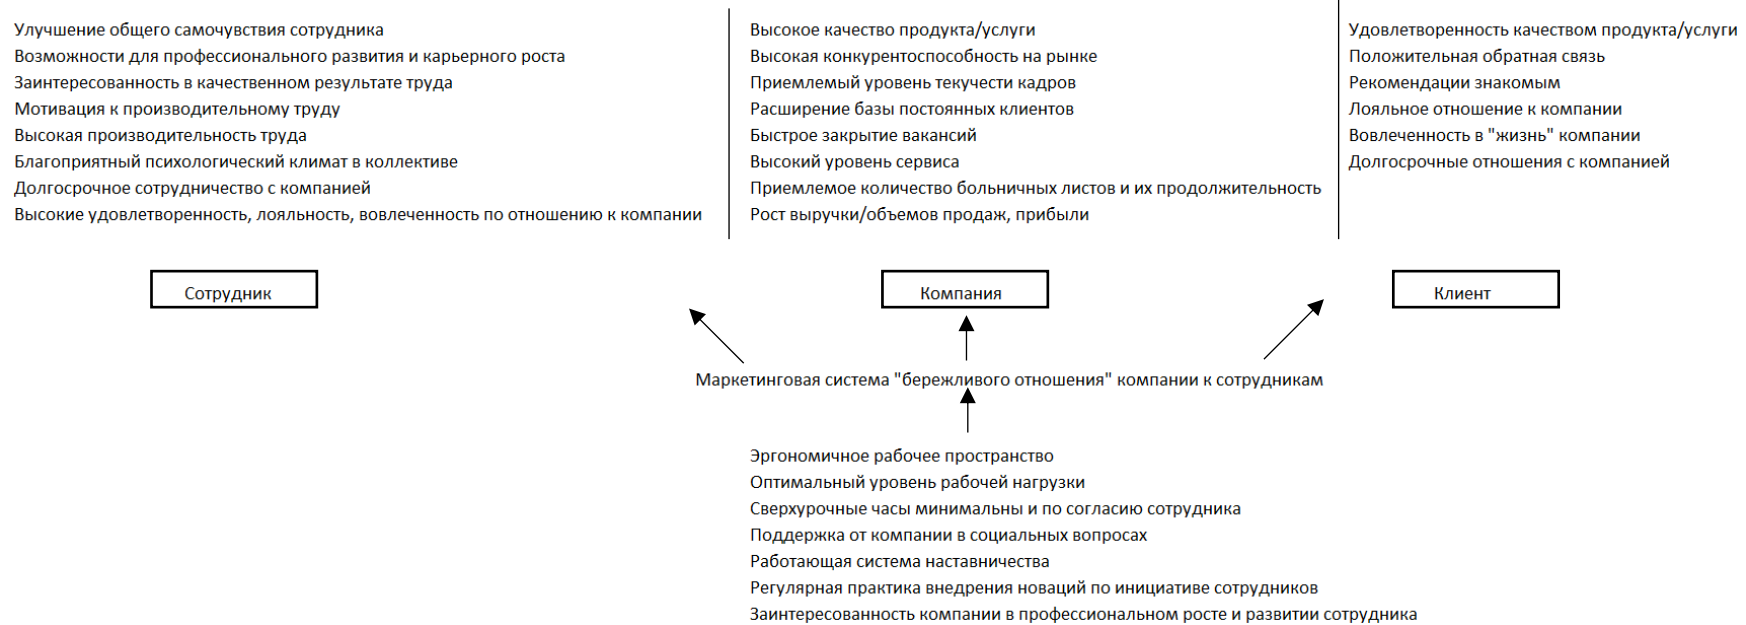 Улучшение общего самочувствия сотрудника
Возможности для профессионального развития и карьерного роста
Заинтересованность в качественном результате труда
Мотивация к производительному труду
Высокая производительность труда
Благоприятный психологический климат в коллективе
Долгосрочное сотрудничество с компанией
Высокие удовлетворенность, лояльность, вовлеченность по отношению к компании
Высокое качество продукта/услуги
Высокая конкурентоспособность на рынке
Приемлемый уровень текучести кадров
Расширение базы постоянных клиентов
Быстрое закрытие вакансий
Высокий уровень сервиса
Приемлемое количество больничных листов и их продолжительность
Рост выручки/объемов продаж, прибыли
Удовлетворенность качеством продукта/услуги
Положительная обратная связь
Рекомендации знакомым
Лояльное отношение к компании
Вовлеченность в "жизнь" компании
Долгосрочные отношения с компанией
Сотрудник
Компания
Клиент
Маркетинговая система "бережливого отношения" компании к сотрудникам
Эргономичное рабочее пространство
Оптимальный уровень рабочей нагрузки
Сверхурочные часы минимальны и по согласию сотрудника
Поддержка от компании в социальных вопросах
Работающая система наставничества
Регулярная практика внедрения новаций по инициативе сотрудников
Заинтересованность компании в профессиональном росте и развитии сотрудника